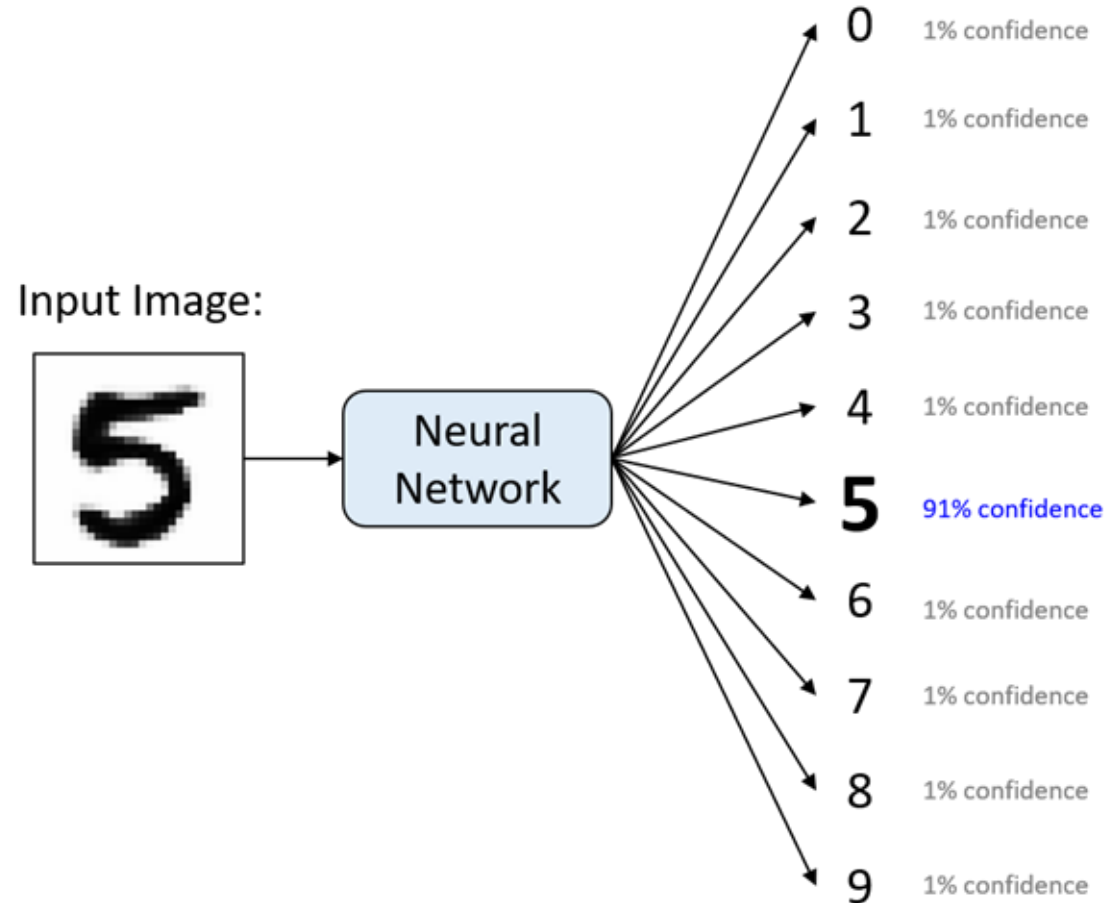 0 1% confidence
1 1% confidence
2 1% confidence
3 1% confidence
4 1% confidence
5 91% confidence
6 1% confidence
7 1% confidence
8 1% confidence
9 1% confidence
Input Image:
5
Neural
Network